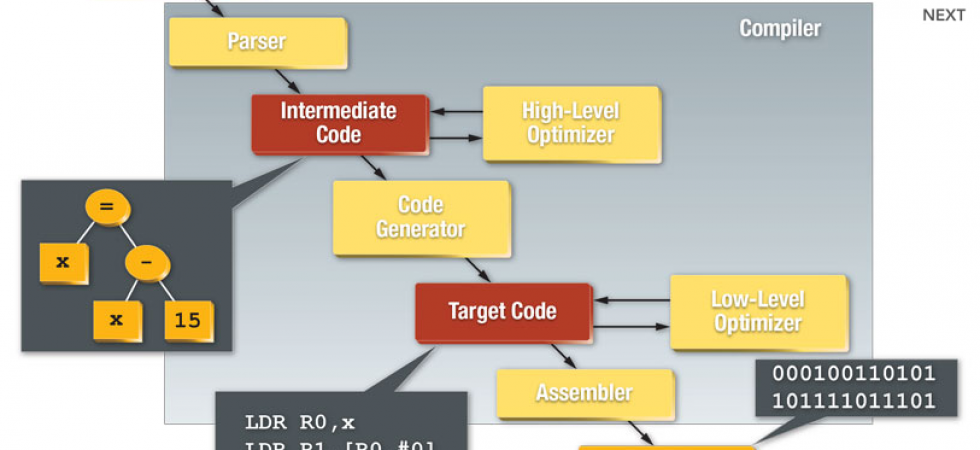 NEXT
Compiler
Parser
Intermediate
Code
High-Level
Optimizer
=
x
-
x
15
Code
Generator
Target Code
Low-Level
Optimizer
Assembler
000100110101
101111011101
LDR R0,x
LDR R1,[R0,#0]